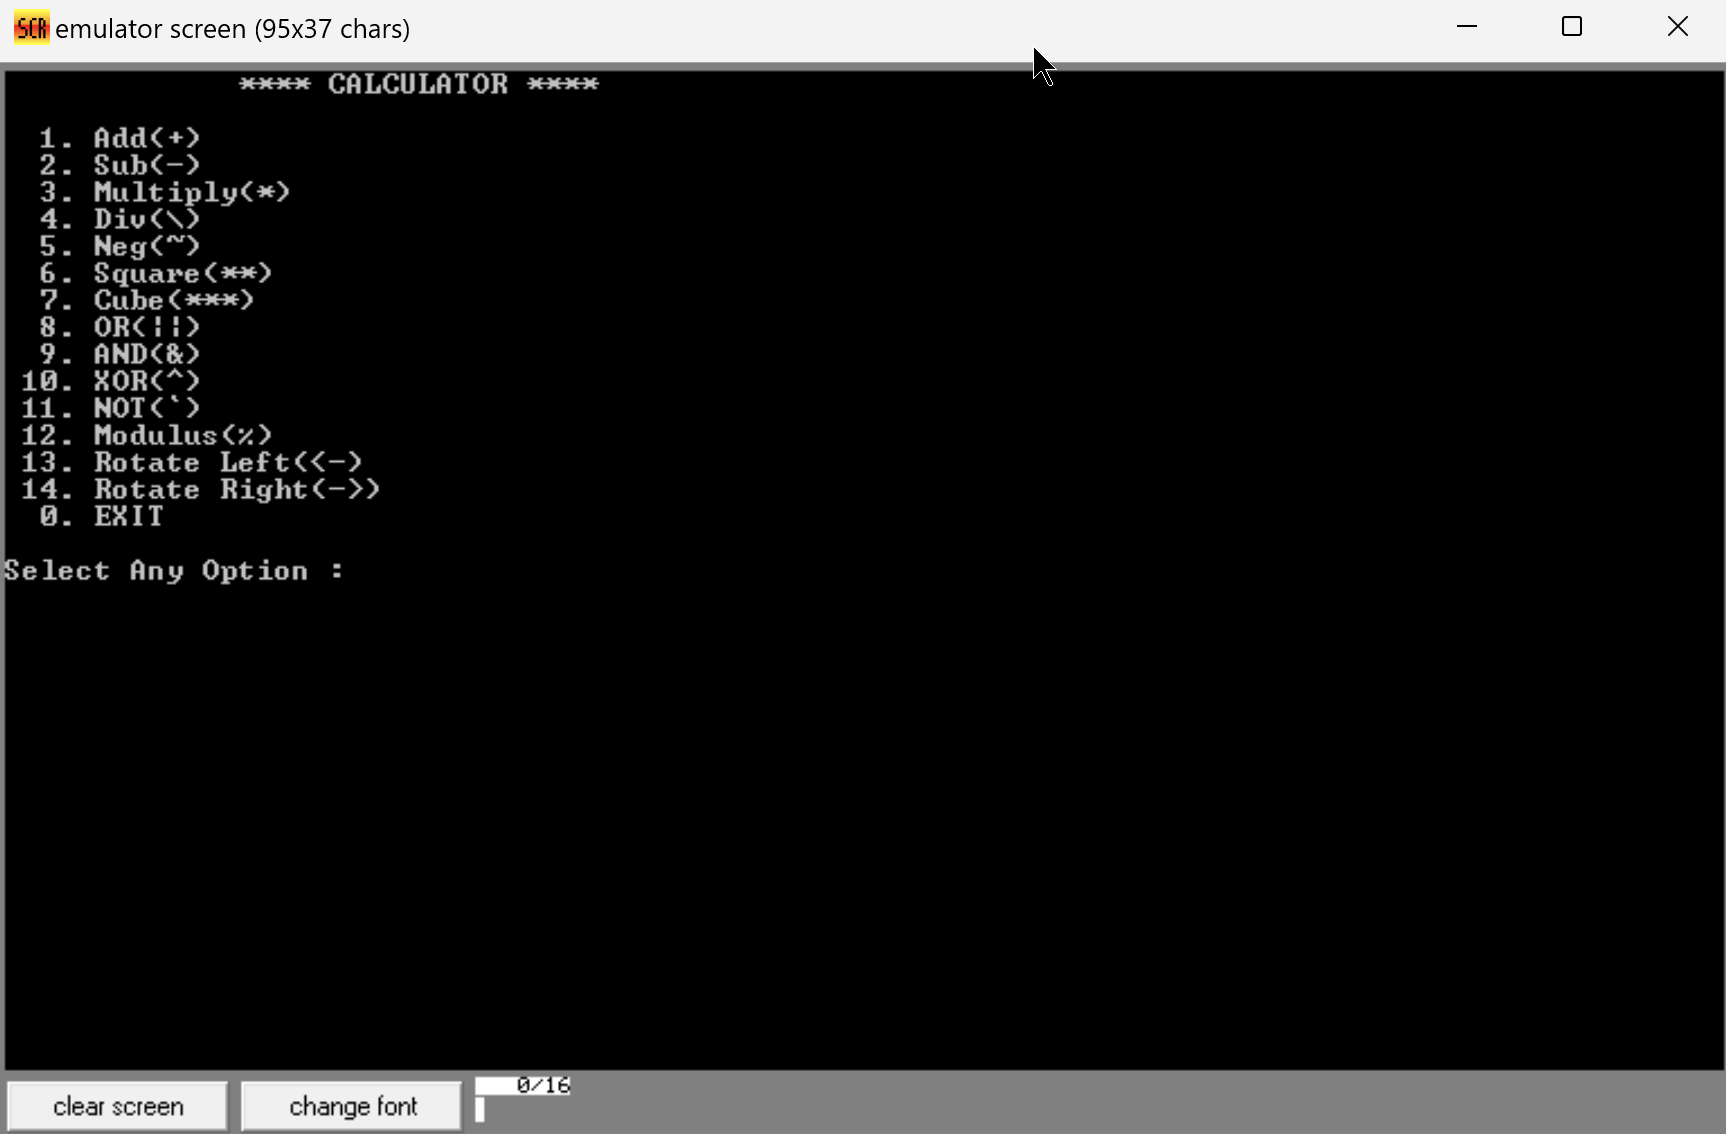 SCR emulator screen (95x37 chars)
**** CALCULATOR ****
1. Add(+)
2. Sub(-)
3. Multiply(*)
4. Div(\)
5. Neg(~)
6. Square(**)
7. Cube(***)
8. OR(||)
9. AND(&)
10. XOR(^)
11. NOT(`)
12. Modulus(%)
13. Rotate Left(<-)
14. Rotate Right(->)
0. EXIT
Select Any Option :
clear screen change font 0/16